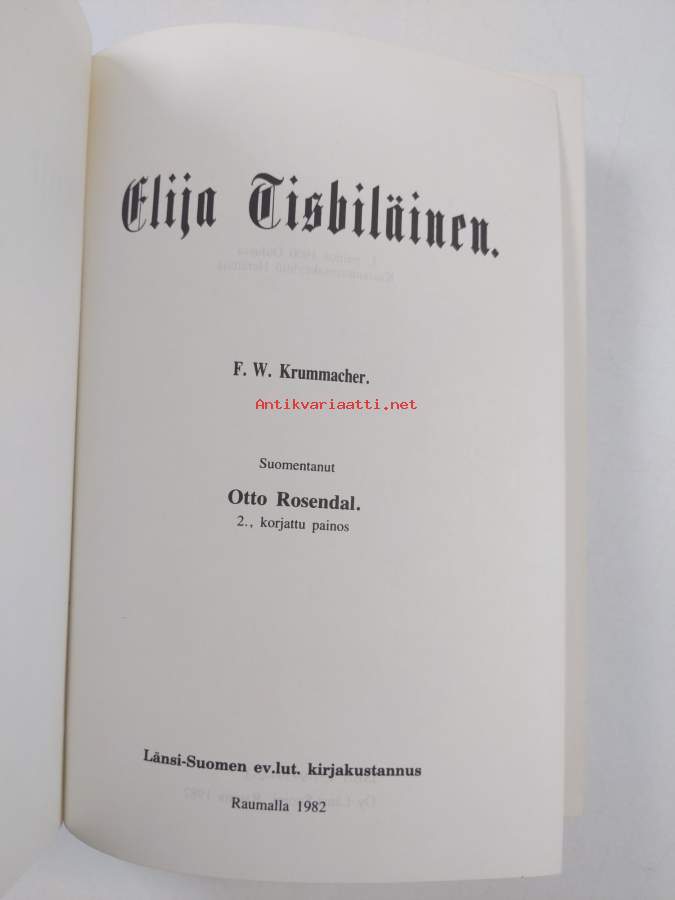 Elija Tisbiläinen.
F. W. Krummacher.
Antikvariaatti.net
Suomentanut
Otto Rosendal.
2., korjattu painos
Länsi-Suomen ev.lut. kirjakustannus
Raumalla 1982